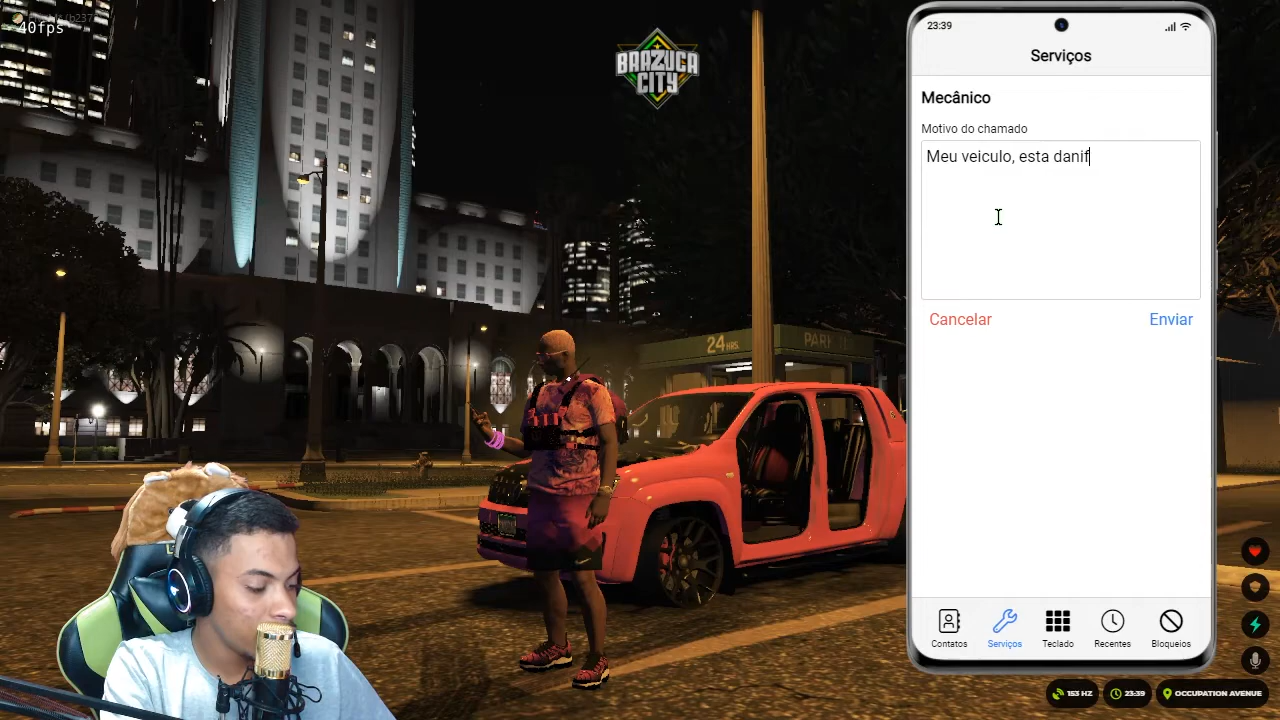 40fps
BRAZUCA
CITY
24 HRS.
PARK
23:39
Serviços
Mecânico
Motivo do chamado
Meu veiculo, esta danif
Cancelar
Enviar
Contatos
Serviços
Teclado
Recentes
Bloqueios
153 HZ
23:39
OCCUPATION AVENUE